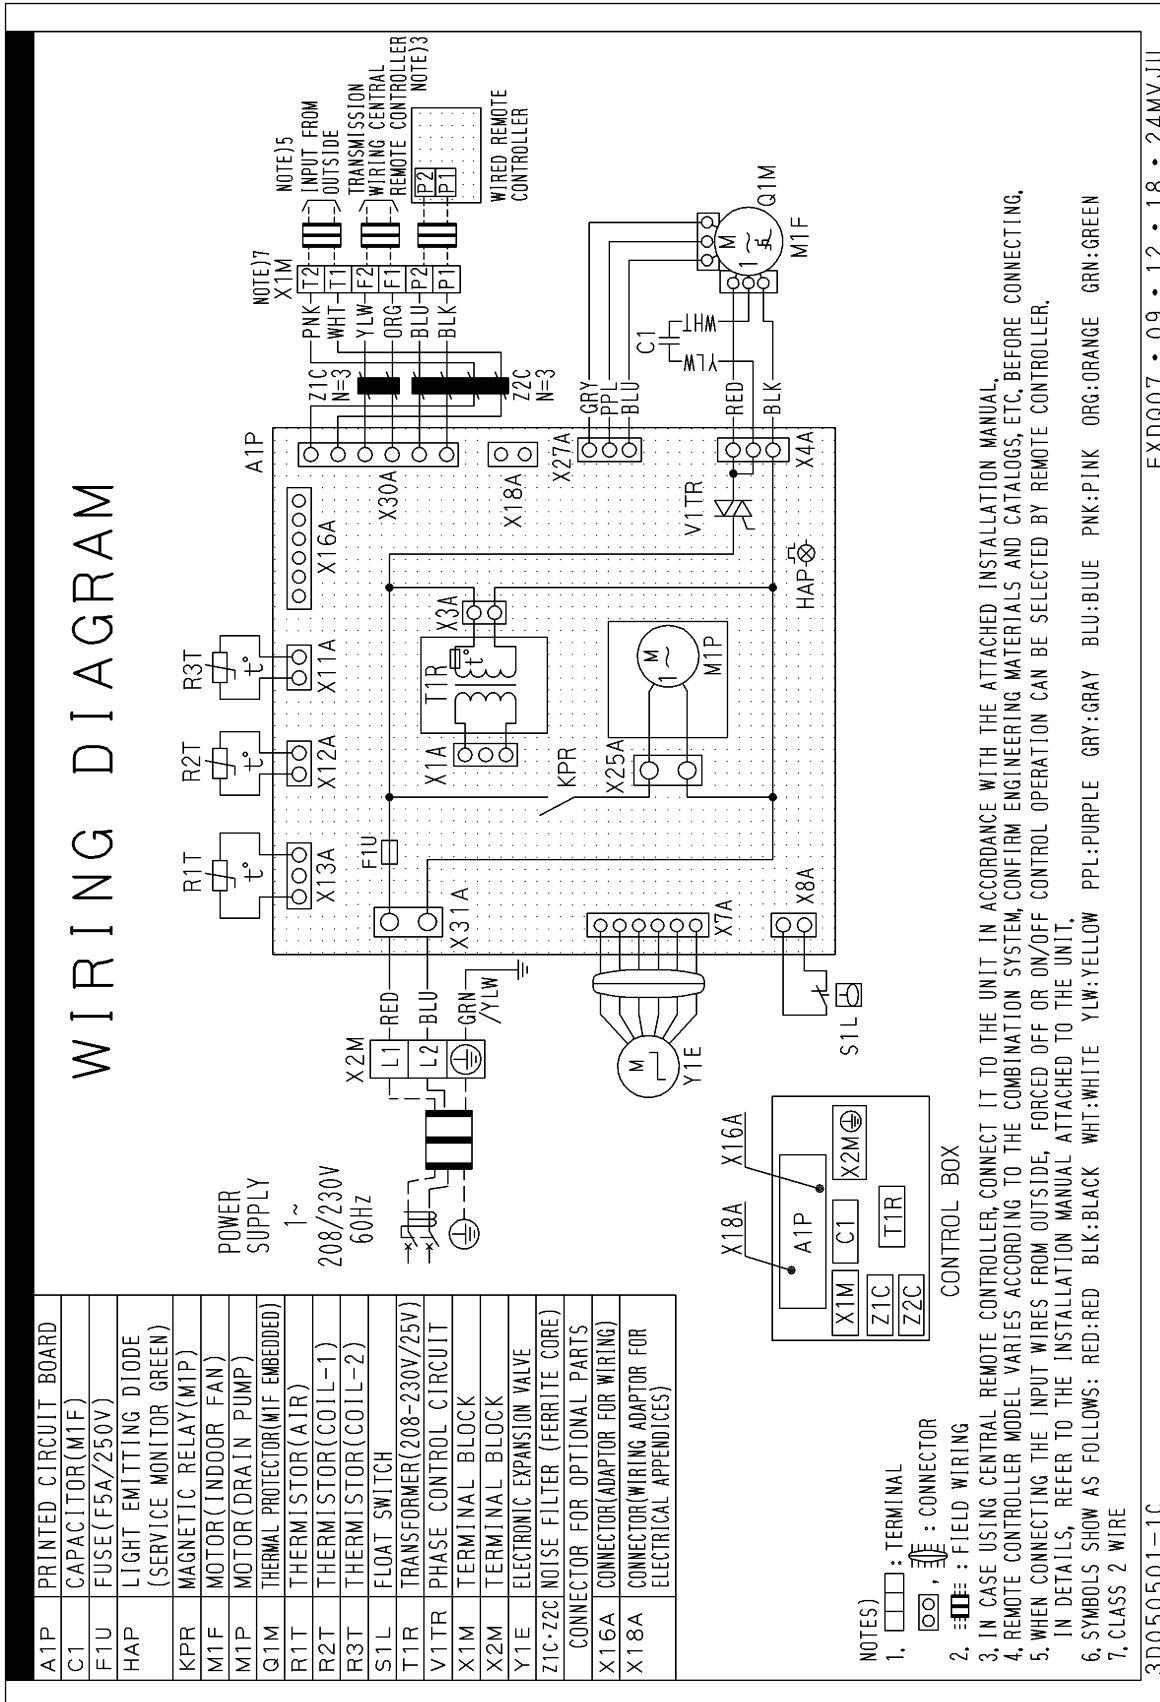 WIRING DIAGRAM
POWER
SUPPLY
1~
208/230V
60Hz
X2M
L1
L2
RED
BLU
GRN
/YLW
X31A
F1U
R1T
t°
X13A
R2T
t°
X12A
R3T
t°
X11A
X16A
A1P
X30A
X18A
X27A
X1A
T1R
t°
X3A
KPR
X25A
M
1~
M1P
V1TR
X4A
HAP
X7A
X8A
M
Y1E
S1L
Z1C
N=3
Z2C
N=3
PNK
WHT
YLW
ORG
BLU
BLK
NOTE)7
X1M
T2
T1
F2
F1
P2
P1
NOTE)5
INPUT FROM
OUTSIDE
TRANSMISSION
WIRING CENTRAL
REMOTE CONTROLLER
NOTE)3
P2
P1
WIRED REMOTE
CONTROLLER
GRY
PPL
BLU
C1
YLW
WHT
RED
BLK
M
1~
Q1M
M1F
A1P PRINTED CIRCUIT BOARD
C1 CAPACITOR(M1F)
F1U FUSE(F5A/250V)
HAP LIGHT EMITTING DIODE
(SERVICE MONITOR GREEN)
KPR MAGNETIC RELAY(M1P)
M1F MOTOR(INDOOR FAN)
M1P MOTOR(DRAIN PUMP)
Q1M THERMAL PROTECTOR(M1F EMBEDDED)
R1T THERMISTOR(AIR)
R2T THERMISTOR(COIL-1)
R3T THERMISTOR(COIL-2)
S1L FLOAT SWITCH
T1R TRANSFORMER(208-230V/25V)
V1TR PHASE CONTROL CIRCUIT
X1M TERMINAL BLOCK
X2M TERMINAL BLOCK
Y1E ELECTRONIC EXPANSION VALVE
Z1C·Z2C NOISE FILTER (FERRITE CORE)
CONNECTOR FOR OPTIONAL PARTS
X16A CONNECTOR(ADAPTOR FOR WIRING)
X18A CONNECTOR(WIRING ADAPTOR FOR
ELECTRICAL APPENDICES)
X18A
X16A
A1P
X1M
C1
X2M
Z1C
Z2C
T1R
CONTROL BOX
NOTES)
1. : TERMINAL
, : CONNECTOR
2. : FIELD WIRING
3. IN CASE USING CENTRAL REMOTE CONTROLLER, CONNECT IT TO THE UNIT IN ACCORDANCE WITH THE ATTACHED INSTALLATION MANUAL.
4. REMOTE CONTROLLER MODEL VARIES ACCORDING TO THE COMBINATION SYSTEM, CONFIRM ENGINEERING MATERIALS AND CATALOGS, ETC. BEFORE CONNECTING.
5. WHEN CONNECTING THE INPUT WIRES FROM OUTSIDE, FORCED OFF OR ON/OFF CONTROL OPERATION CAN BE SELECTED BY REMOTE CONTROLLER.
IN DETAILS, REFER TO THE INSTALLATION MANUAL ATTACHED TO THE UNIT.
6. SYMBOLS SHOW AS FOLLOWS: RED:RED BLK:BLACK WHT:WHITE YLW:YELLOW PPL:PURPLE GRY:GRAY BLU:BLUE PNK:PINK ORG:ORANGE GRN:GREEN
7. CLASS 2 WIRE
3D050501-1C
FXDQ07・09・12・18・24MVJU